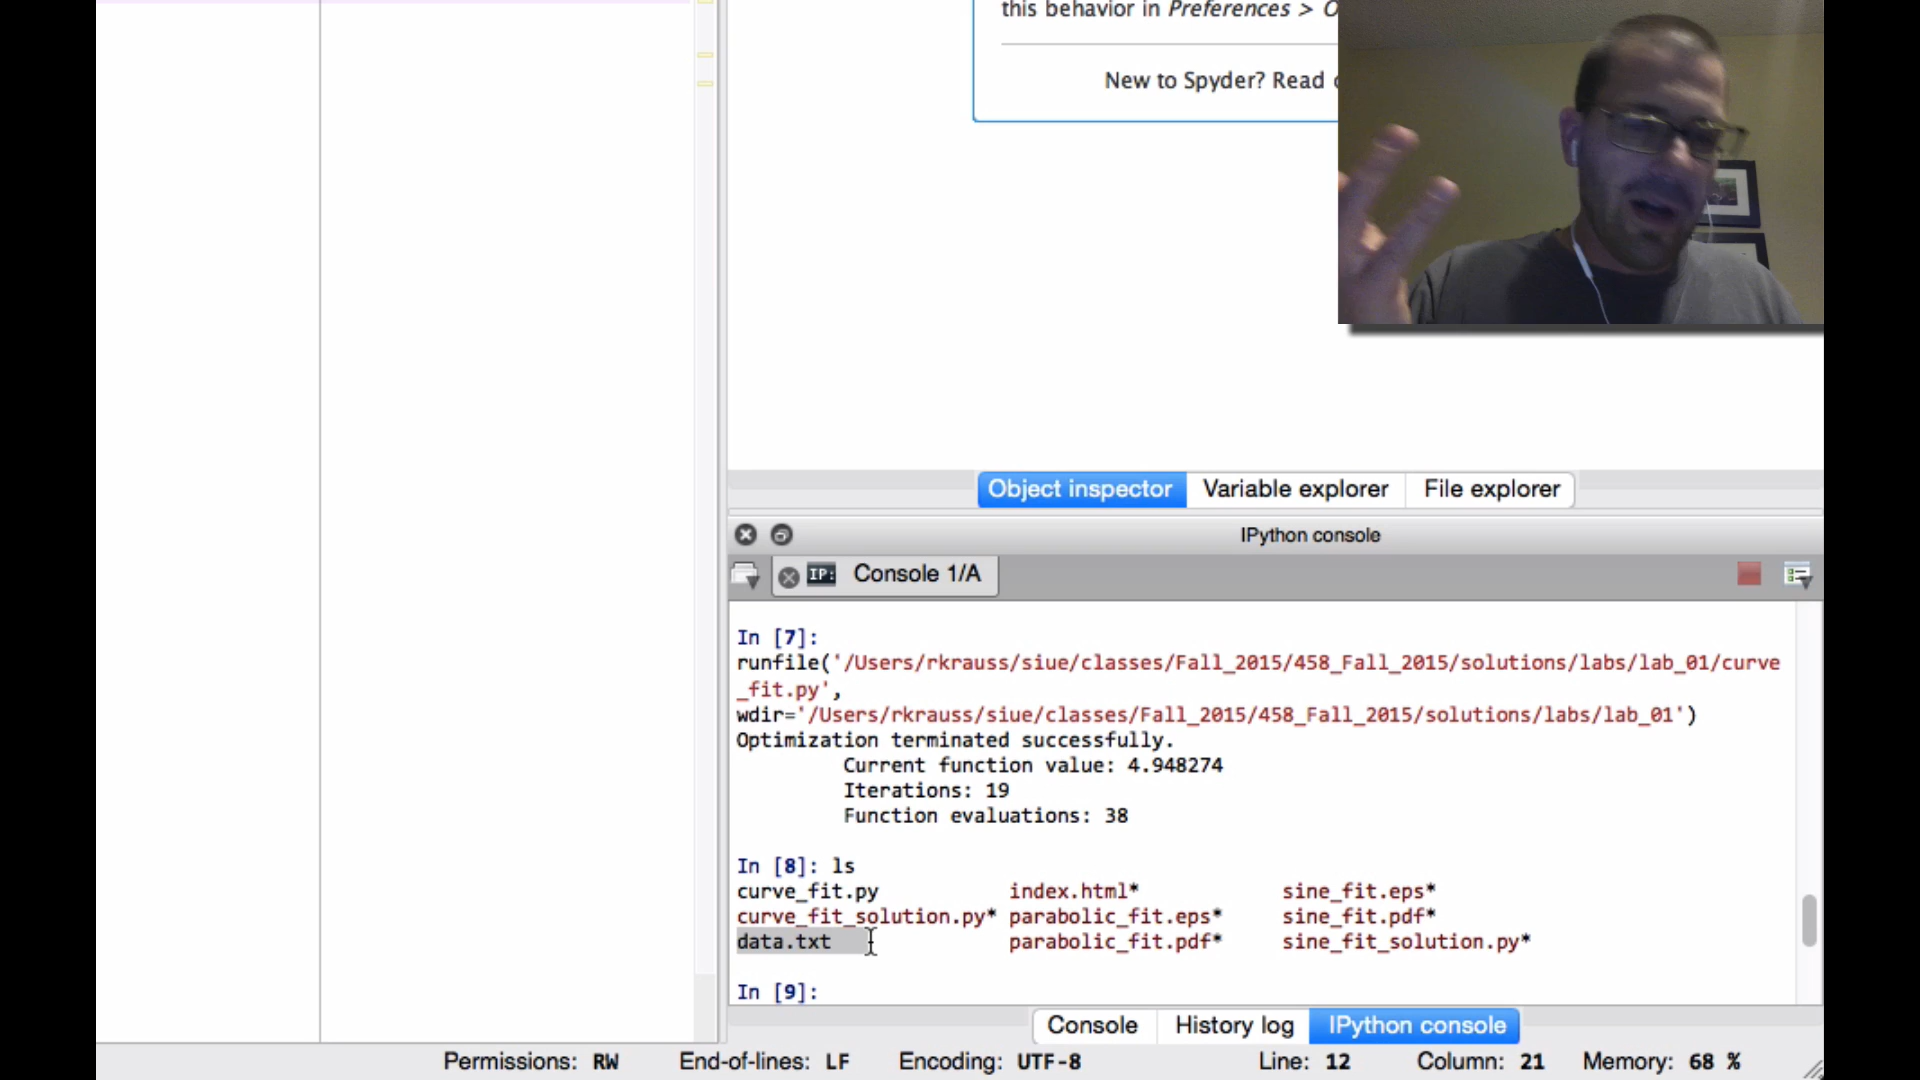 this behavior in Preferences > O
New to Spyder? Read
Object inspector
Variable explorer
File explorer
IPython console
IP: Console 1/A
In [7]:
runfile('/Users/rkrauss/siue/classes/Fall_2015/458_Fall_2015/solutions/labs/lab_01/curve
_fit.py',
wdir='/Users/rkrauss/siue/classes/Fall_2015/458_Fall_2015/solutions/labs/lab_01')
Optimization terminated successfully.
Current function value: 4.948274
Iterations: 19
Function evaluations: 38
In [8]: ls
curve_fit.py index.html* sine_fit.eps*
curve_fit_solution.py* parabolic_fit.eps* sine_fit.pdf*
data.txt parabolic_fit.pdf* sine_fit_solution.py*
In [9]:
Console
History log
IPython console
Permissions: RW End-of-lines: LF Encoding: UTF-8 Line: 12 Column: 21 Memory: 68 %